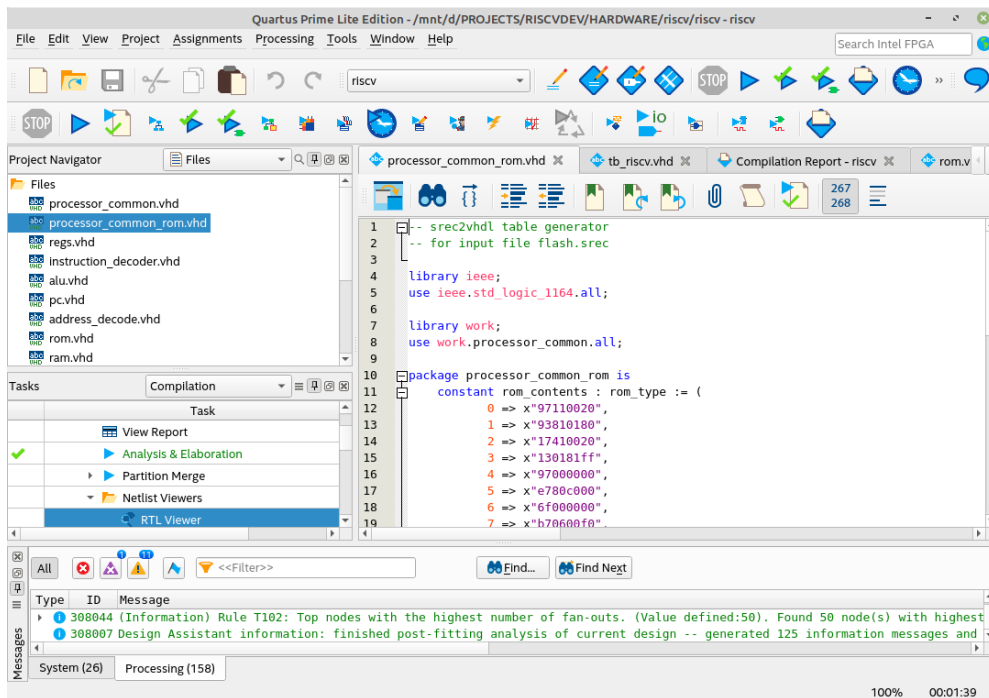 Quartus Prime Lite Edition - /mnt/d/PROJECTS/RISCVDEV/HARDWARE/riscv/riscv - riscv
File Edit View Project Assignments Processing Tools Window Help
Search Intel FPGA
STOP riscv STOP »
io
Project Navigator Files
Files
processor_common.vhd
processor_common_rom.vhd
regs.vhd
instruction_decoder.vhd
alu.vhd
pc.vhd
address_decode.vhd
rom.vhd
ram.vhd
Tasks Compilation
Task
View Report
Analysis & Elaboration
Partition Merge
Netlist Viewers
RTL Viewer
processor_common_rom.vhd tb_riscv.vhd Compilation Report - riscv rom.v
267
268
1 -- srec2vhdl table generator
2 -- for input file flash.srec
3
4 library ieee;
5 use ieee.std_logic_1164.all;
6
7 library work;
8 use work.processor_common.all;
9
10 package processor_common_rom is
11 constant rom_contents : rom_type := (
12 0 => x"97110020",
13 1 => x"93810180",
14 2 => x"17410020",
15 3 => x"130181ff",
16 4 => x"97000000",
17 5 => x"e780c000",
18 6 => x"6f000000",
19 7 => x"b70600f0",
All 1 11 <<Filter>> Find... Find Next
Type ID Message
308044 (Information) Rule T102: Top nodes with the highest number of fan-outs. (Value defined:50). Found 50 node(s) with highest
308007 Design Assistant information: finished post-fitting analysis of current design -- generated 125 information messages and
Messages
System (26) Processing (158)
100% 00:01:39